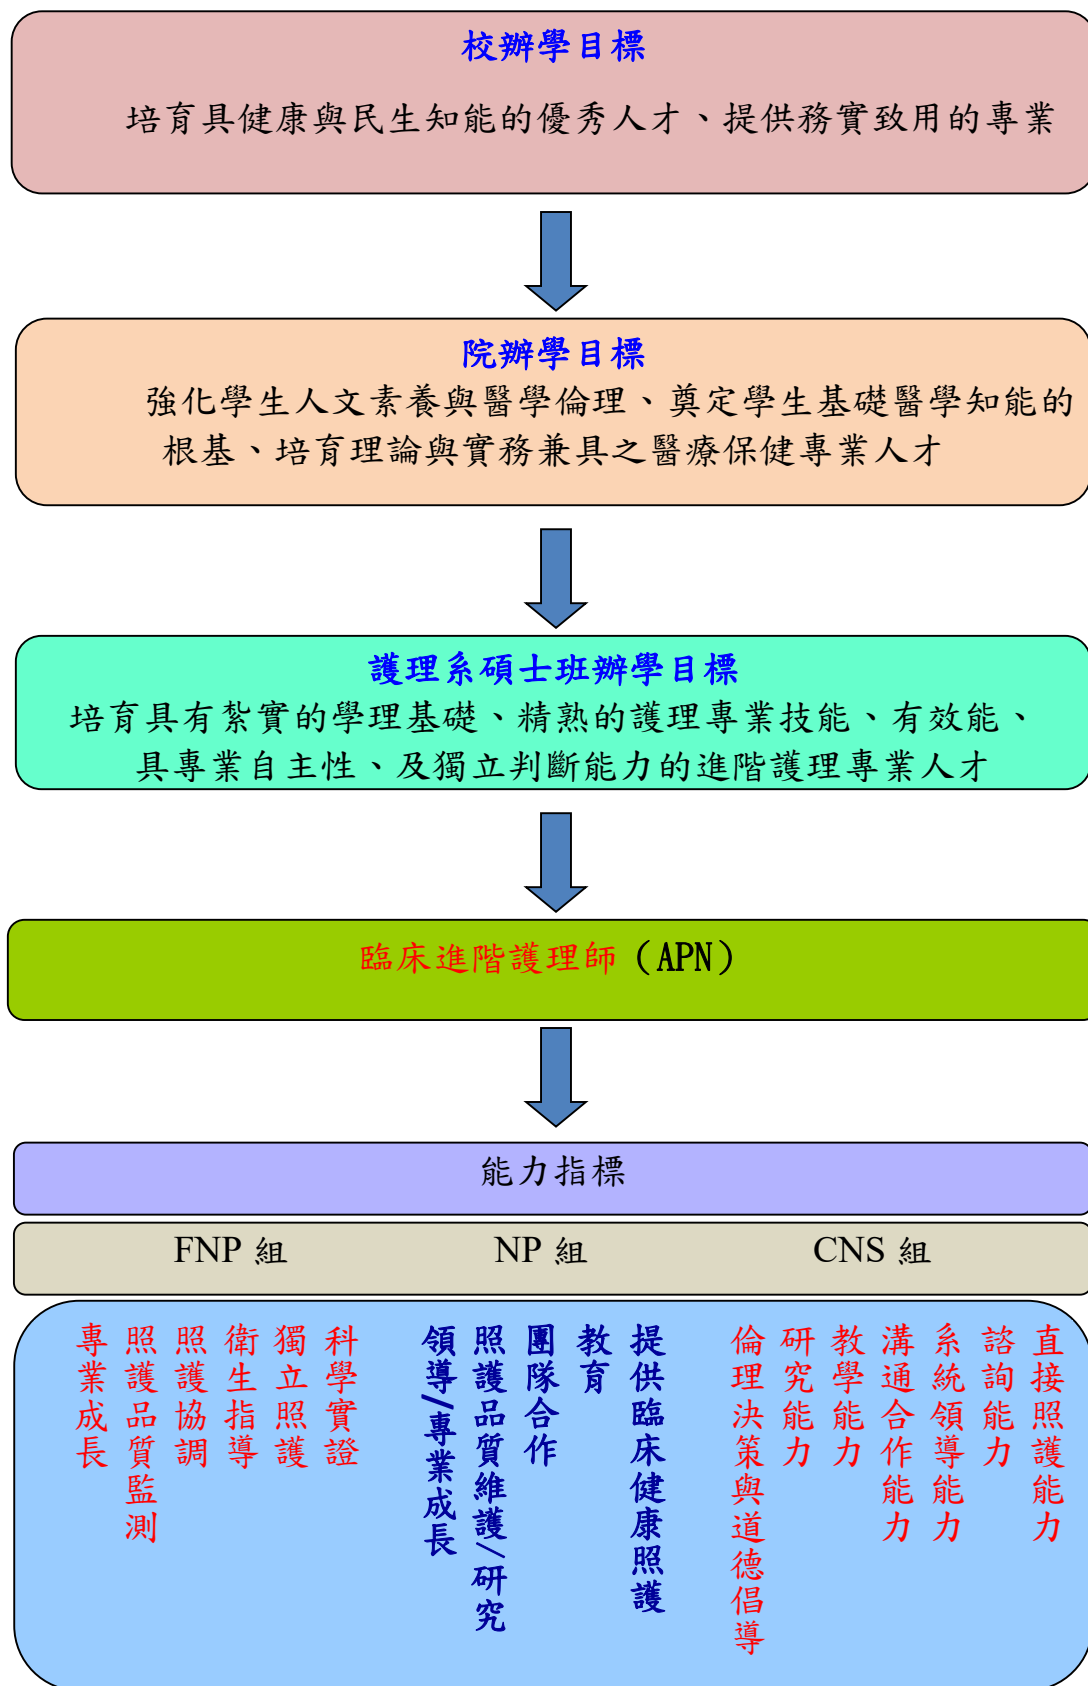 校辦學目標
培育具健康與民生知能的優秀人才、提供務實致用的專業
院辦學目標
強化學生人文素養與醫學倫理、奠定學生基礎醫學知能的
根基、培育理論與實務兼具之醫療保健專業人才
護理系碩士班辦學目標
培育具有紮實的學理基礎、精熟的護理專業技能、有效能、
具專業自主性、及獨立判斷能力的進階護理專業人才
臨床進階護理師（APN）
能力指標
FNP 組
NP 組
CNS 組
科學實證
獨立照護
衛生指導
照護協調
照護品質監測
專業成長
提供臨床健康照護
教育
團隊合作
照護品質維護/研究
領導/專業成長
直接照護能力
諮詢能力
系統領導能力
溝通合作能力
教學能力
研究能力
倫理決策與道德倡導